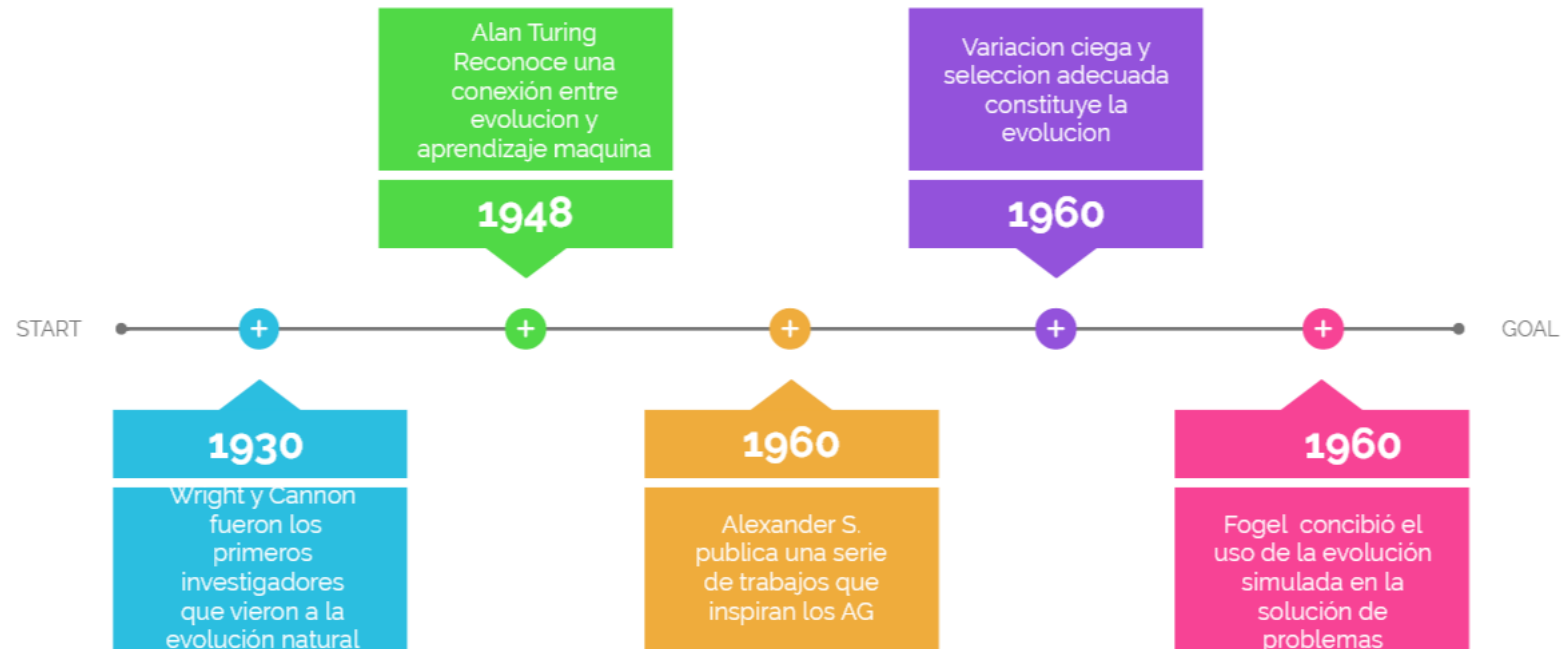 Alan Turing
Reconoce una
conexión entre
evolucion y
aprendizaje maquina
1948
Variacion ciega y
seleccion adecuada
constituye la
evolucion
1960
START
GOAL
1930
Wright y Cannon
fueron los
primeros
investigadores
que vieron a la
evolución natural
1960
Alexander S.
publica una serie
de trabajos que
inspiran los AG
1960
Fogel concibió el
uso de la evolución
simulada en la
solución de
problemas